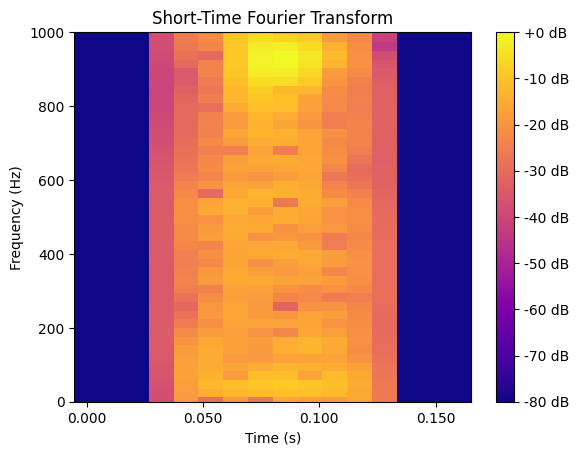 Short-Time Fourier Transform
Frequency (Hz)
1000
800
600
400
200
0
0.000
0.050
0.100
0.150
Time (s)
+0 dB
-10 dB
-20 dB
-30 dB
-40 dB
-50 dB
-60 dB
-70 dB
-80 dB